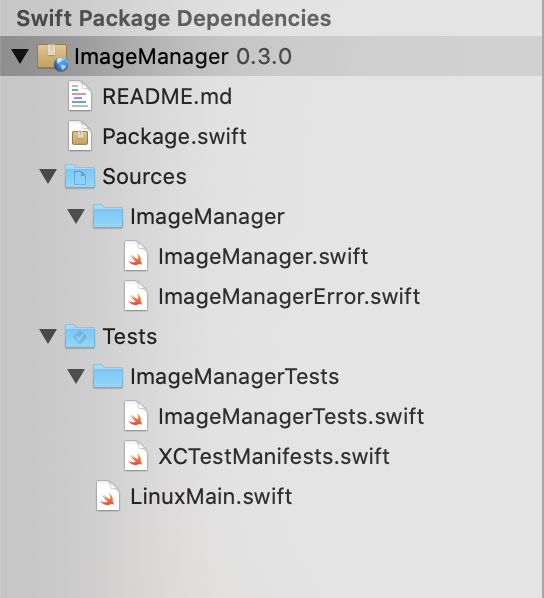 Swift Package Dependencies
ImageManager 0.3.0
README.md
Package.swift
Sources
ImageManager
ImageManager.swift
ImageManagerError.swift
Tests
ImageManagerTests
ImageManagerTests.swift
XCTestManifests.swift
LinuxMain.swift